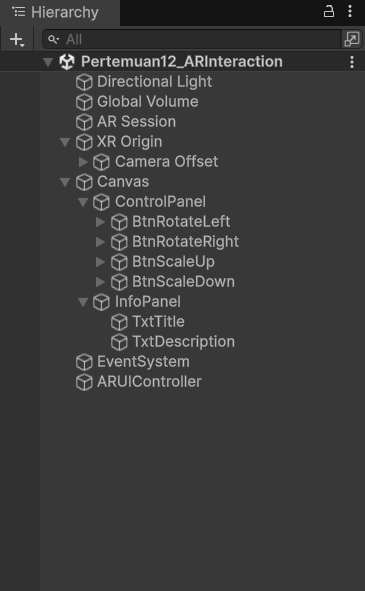 Hierarchy
All
Pertemuan12_ARInteraction
Directional Light
Global Volume
AR Session
XR Origin
Camera Offset
Canvas
ControlPanel
BtnRotateLeft
BtnRotateRight
BtnScaleUp
BtnScaleDown
InfoPanel
TxtTitle
TxtDescription
EventSystem
ARUIController